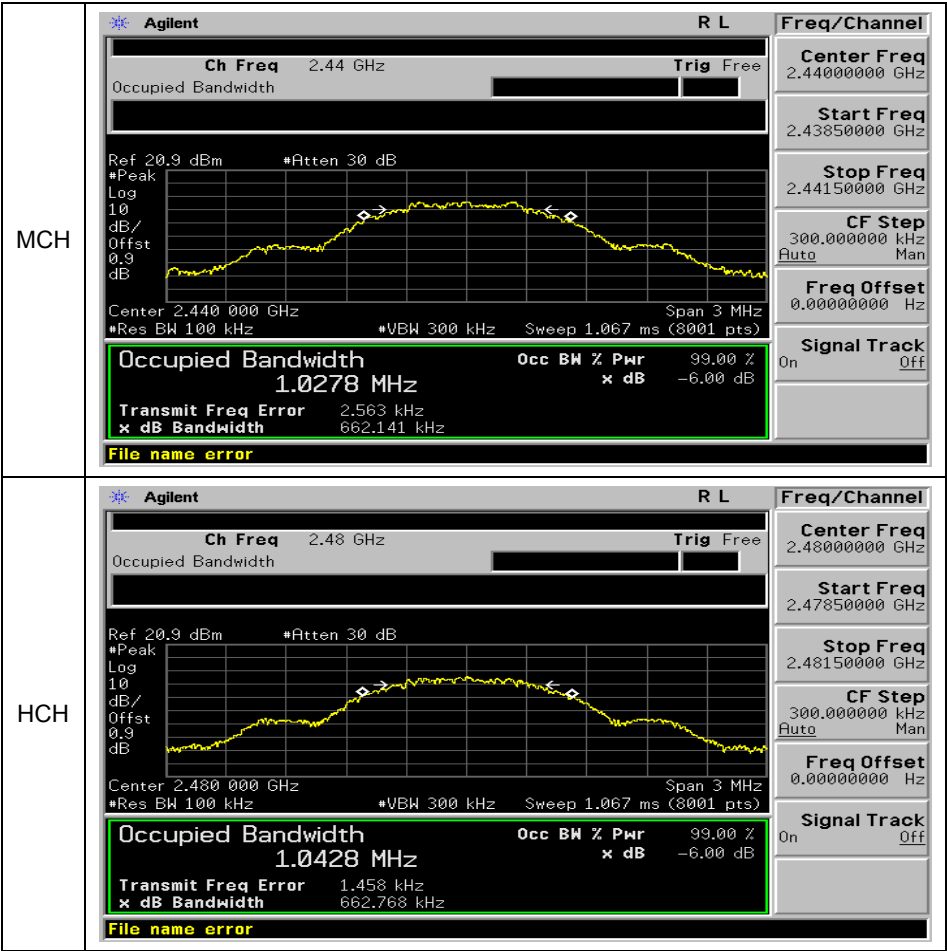 MCH
Agilent R L Freq/Channel
Ch Freq 2.44 GHz Trig Free
Occupied Bandwidth
Center Freq
2.44000000 GHz
Start Freq
2.43850000 GHz
Stop Freq
2.44150000 GHz
CF Step
300.000000 kHz
Auto Man
Freq Offset
0.00000000 Hz
Signal Track
On Off
Ref 20.9 dBm #Atten 30 dB
#Peak
Log
10
dB/
Offst
0.9
dB
Center 2.440 000 GHz Span 3 MHz
#Res BW 100 kHz #VBW 300 kHz Sweep 1.067 ms (8001 pts)
Occupied Bandwidth Occ BW % Pwr 99.00 %
1.0278 MHz x dB -6.00 dB
Transmit Freq Error 2.563 kHz
x dB Bandwidth 662.141 kHz
File name error
HCH
Agilent R L Freq/Channel
Ch Freq 2.48 GHz Trig Free
Occupied Bandwidth
Center Freq
2.48000000 GHz
Start Freq
2.47850000 GHz
Stop Freq
2.48150000 GHz
CF Step
300.000000 kHz
Auto Man
Freq Offset
0.00000000 Hz
Signal Track
On Off
Ref 20.9 dBm #Atten 30 dB
#Peak
Log
10
dB/
Offst
0.9
dB
Center 2.480 000 GHz Span 3 MHz
#Res BW 100 kHz #VBW 300 kHz Sweep 1.067 ms (8001 pts)
Occupied Bandwidth Occ BW % Pwr 99.00 %
1.0428 MHz x dB -6.00 dB
Transmit Freq Error 1.458 kHz
x dB Bandwidth 662.768 kHz
File name error